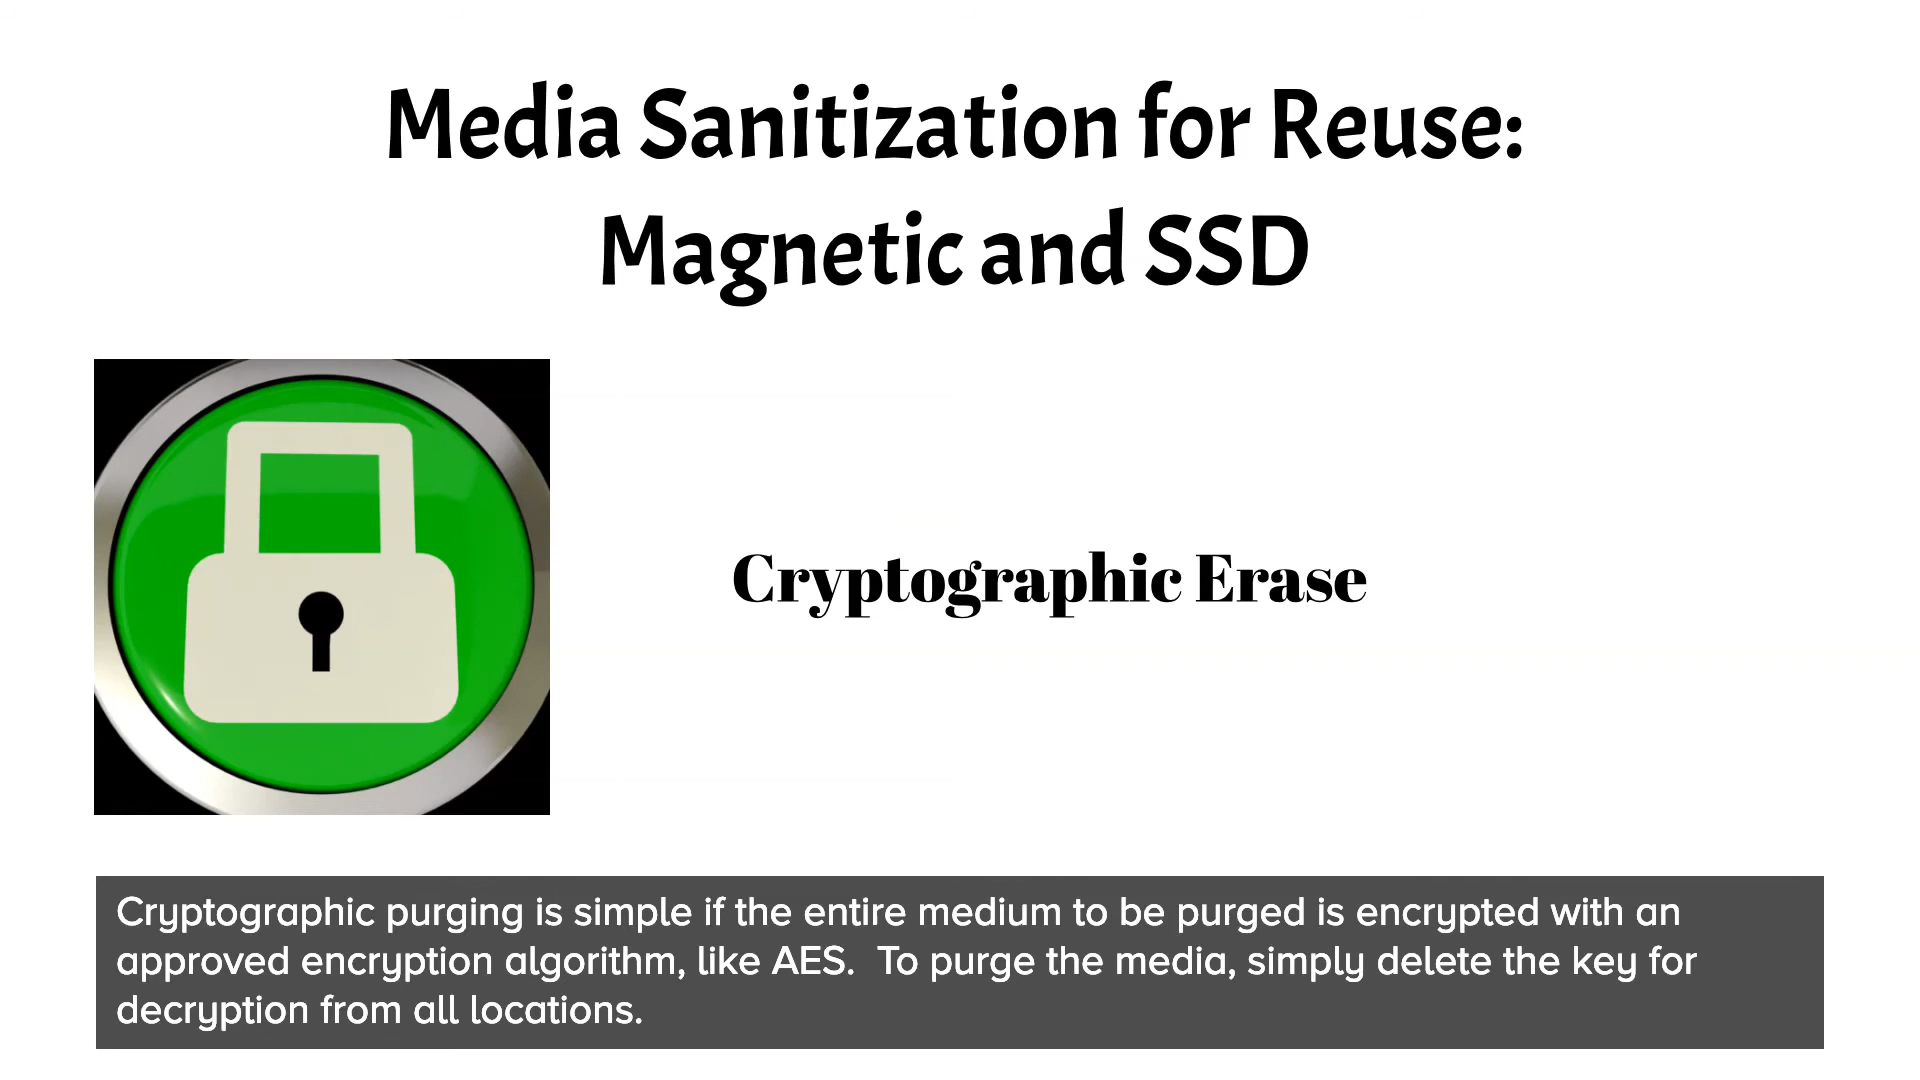 Media Sanitization for Reuse:
Magnetic and SSD
Cryptographic Erase
Cryptographic purging is simple if the entire medium to be purged is encrypted with an
approved encryption algorithm, like AES.  To purge the media, simply delete the key for
decryption from all locations.